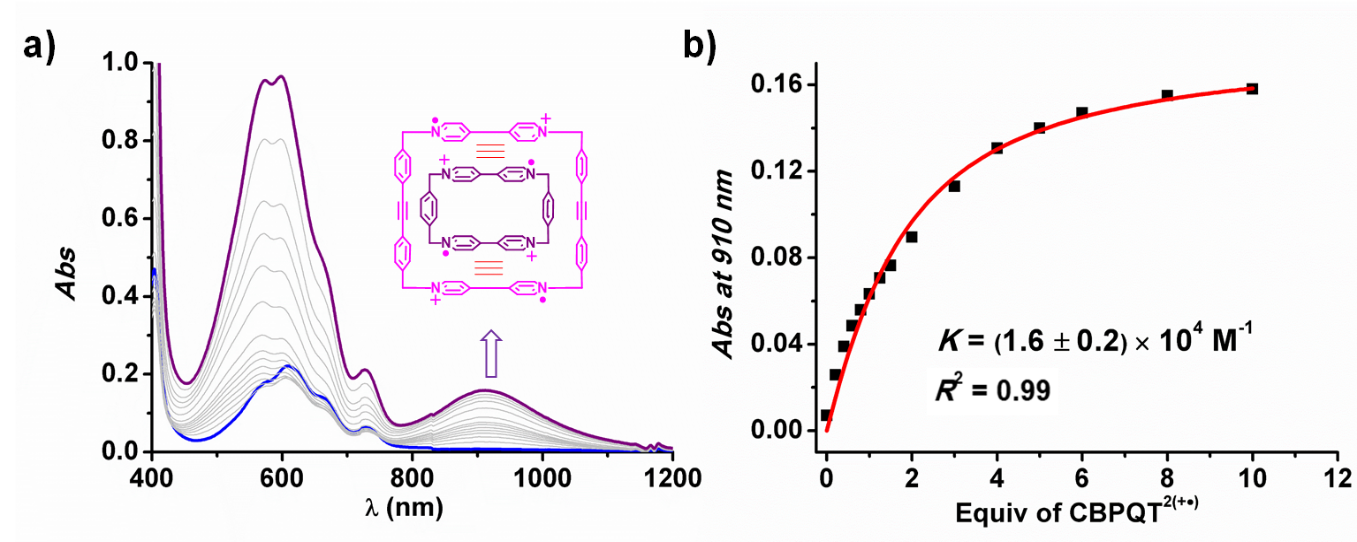 a)
Abs
1.0
0.8
0.6
0.4
0.2
0.0
400
600
800
1000
1200
λ (nm)
N
+
N
+
N
N
N
N
+
+
N
N
b)
Abs at 910 nm
0.16
0.12
0.08
0.04
0.00
K = (1.6 ± 0.2) × 10⁴ M⁻¹
R² = 0.99
0
2
4
6
8
10
12
Equiv of CBPQT²⁽⁺•⁾